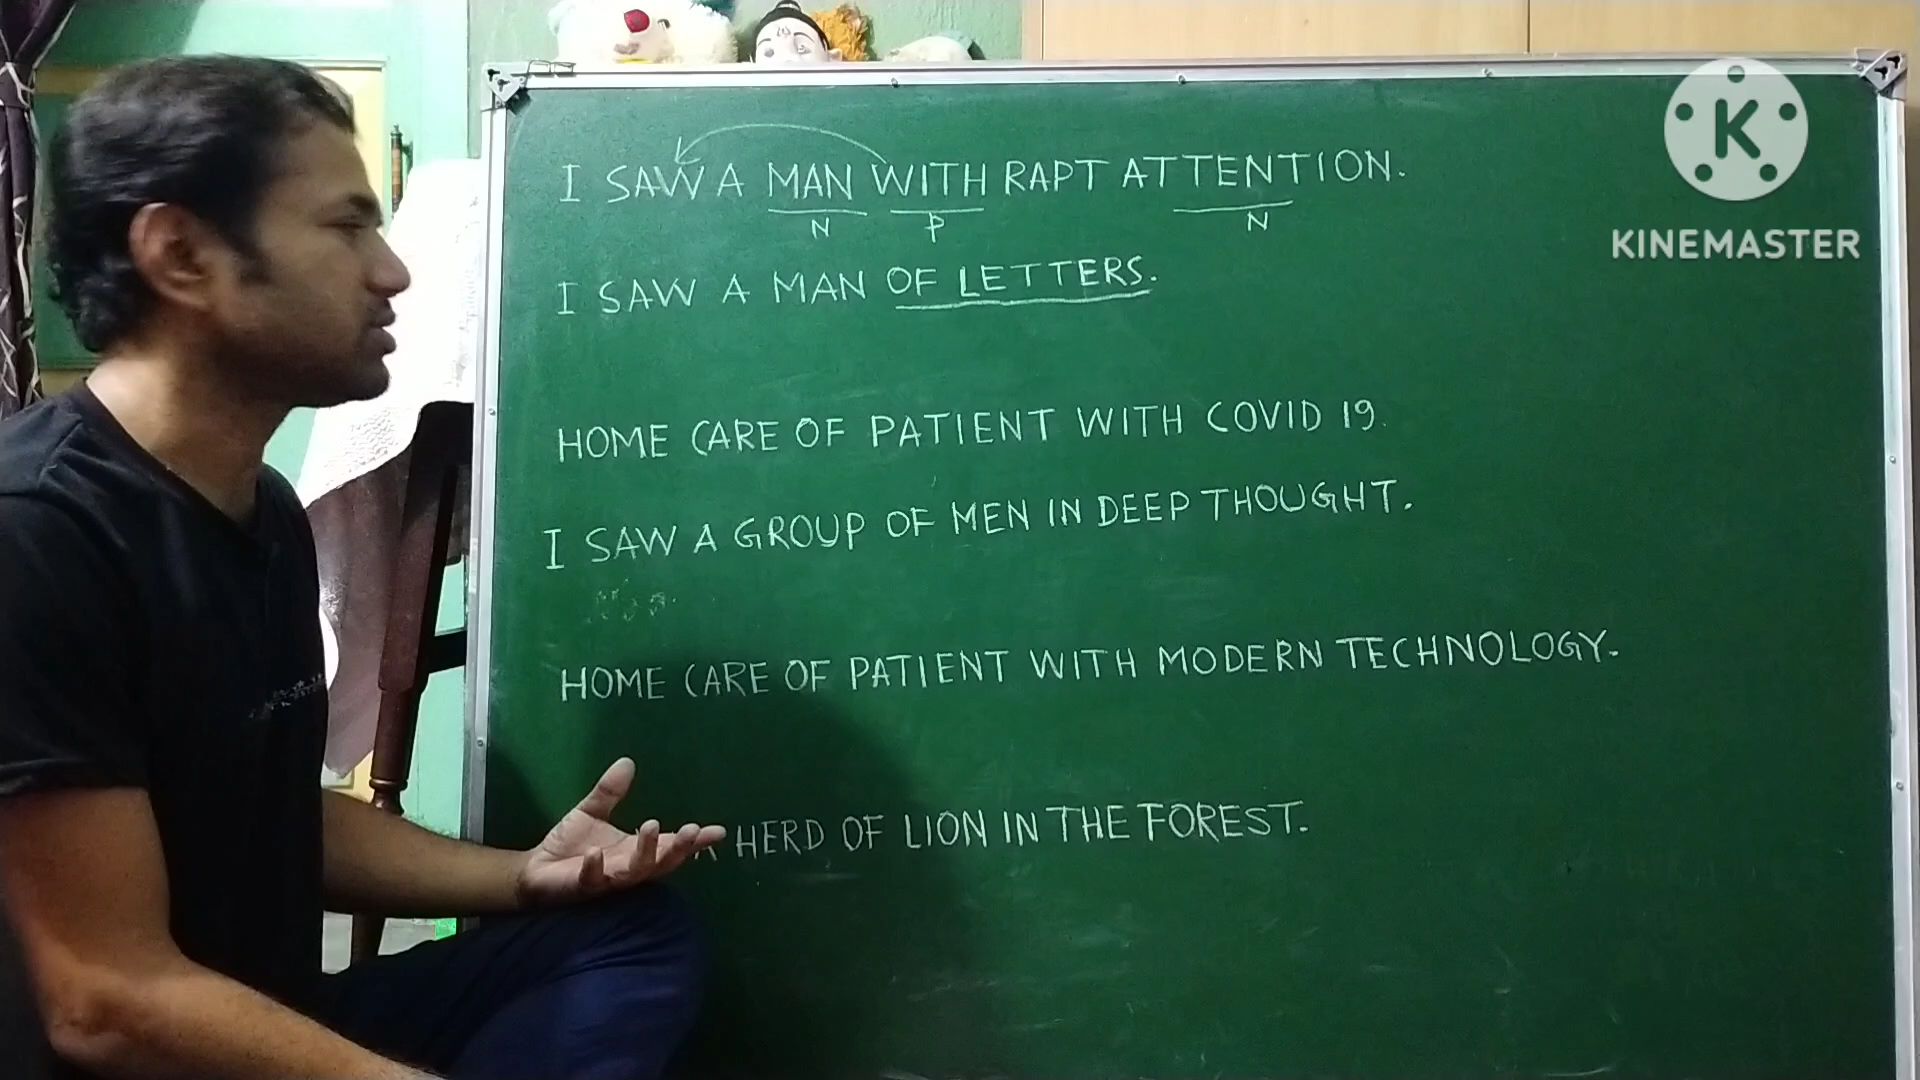 I SAW A MAN WITH RAPT ATTENTION.
N P N
I SAW A MAN OF LETTERS.
HOME CARE OF PATIENT WITH COVID 19.
I SAW A GROUP OF MEN IN DEEP THOUGHT.
HOME CARE OF PATIENT WITH MODERN TECHNOLOGY.
A HERD OF LION IN THE FOREST.
K
KINEMASTER